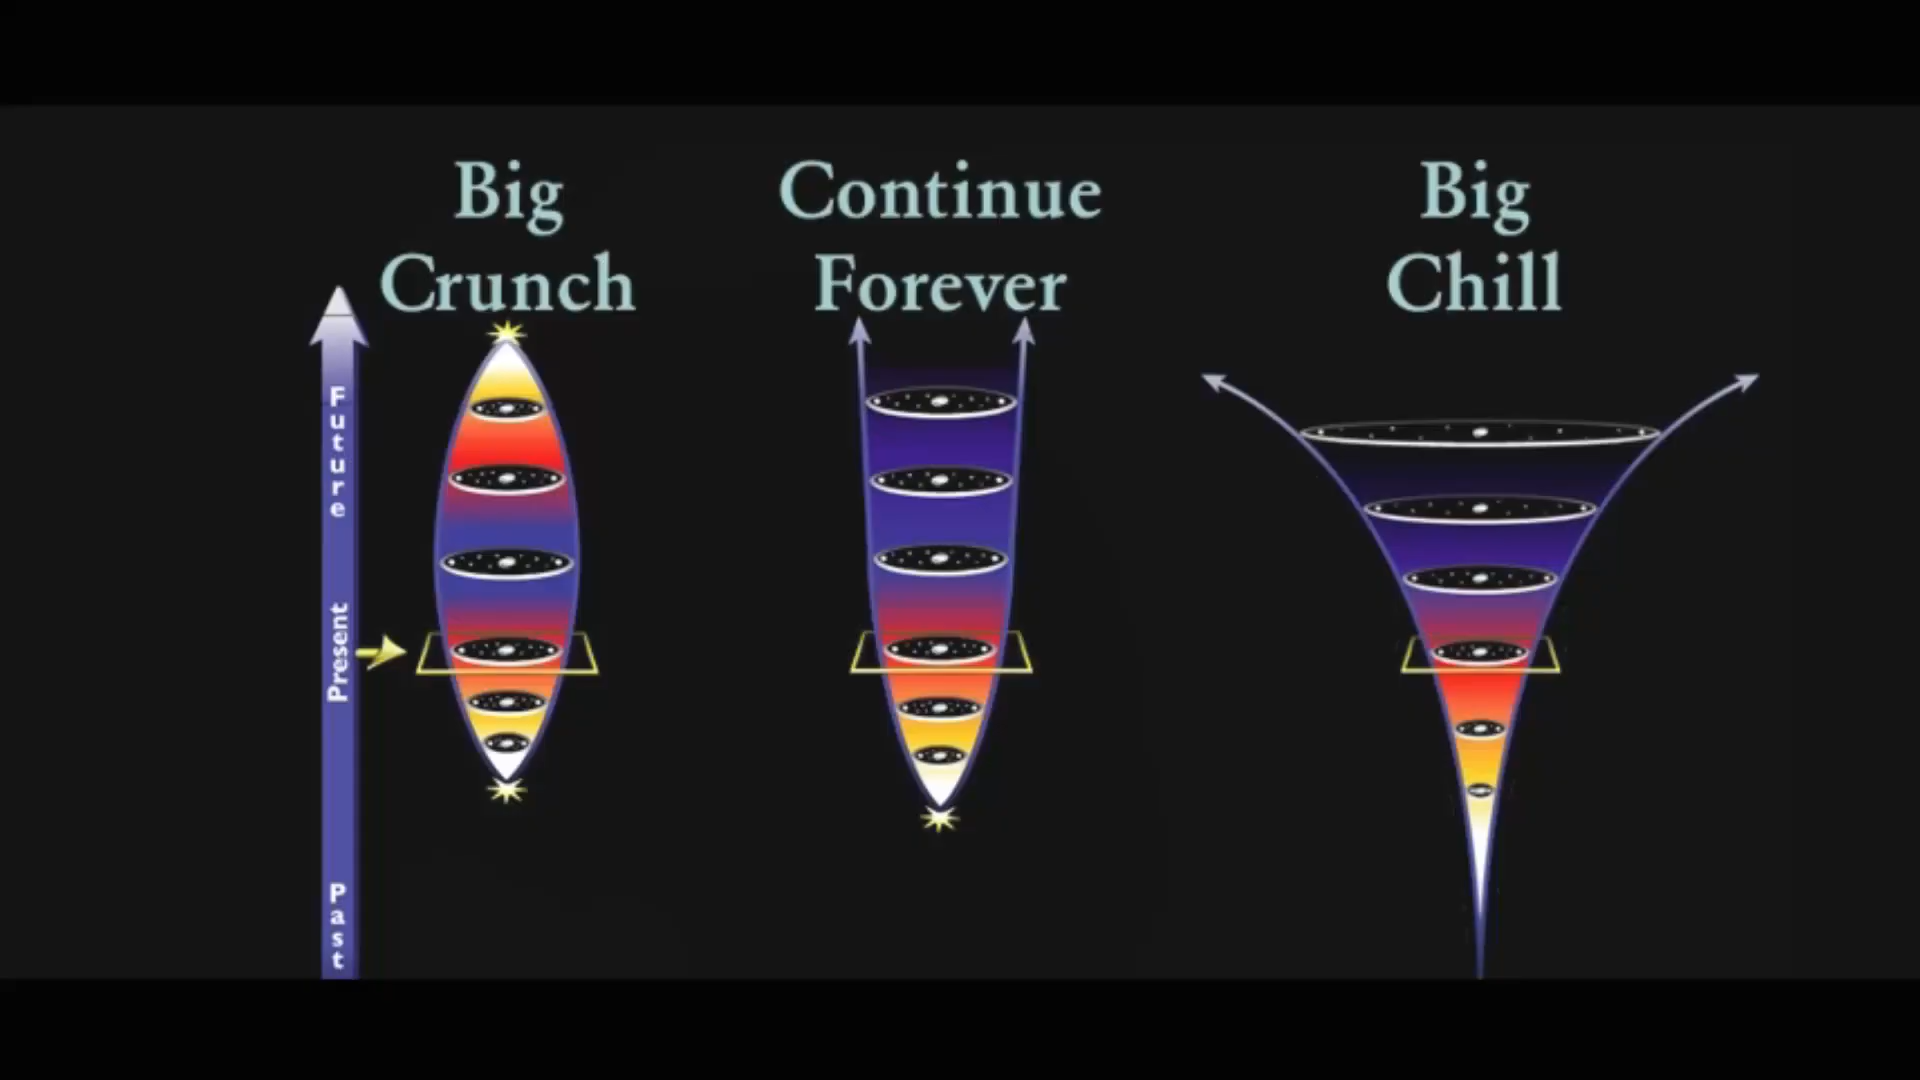 Big
Crunch
Continue
Forever
Big
Chill
Future
Present
Past